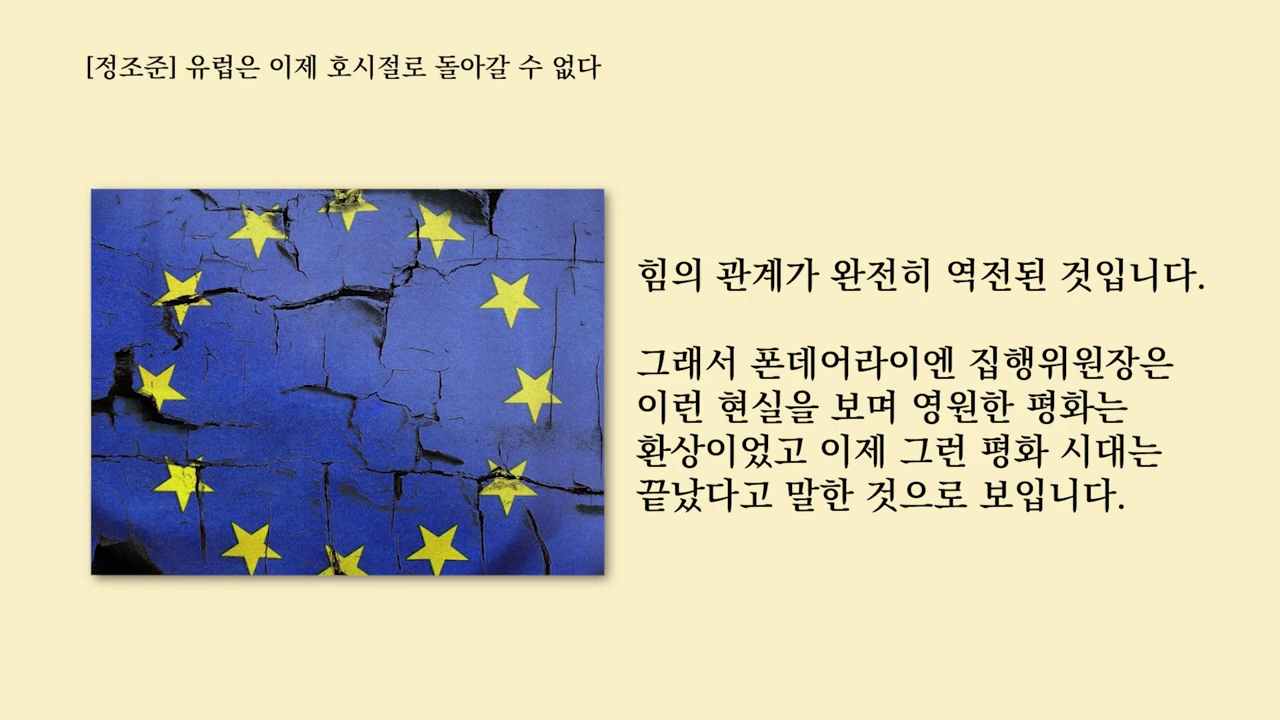 [정조준] 유럽은 이제 호시절로 돌아갈 수 없다
힘의 관계가 완전히 역전된 것입니다.
그래서 폰데어라이엔 집행위원장은
이런 현실을 보며 영원한 평화는
환상이었고 이제 그런 평화 시대는
끝났다고 말한 것으로 보입니다.